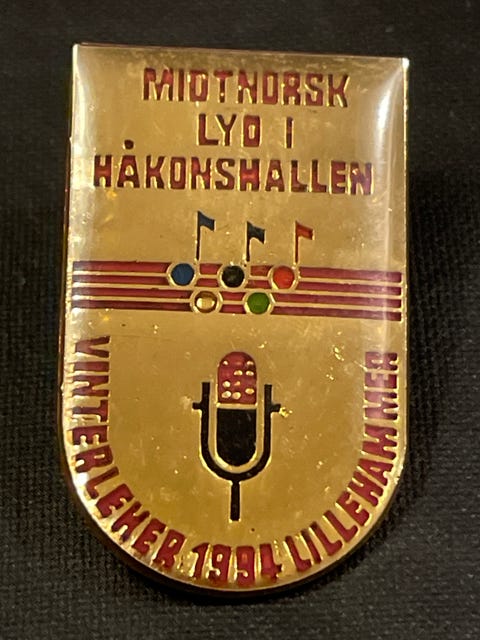 MIDTNORSK
LYD I
HÅKONSHALLEN
VINTERLEKER 1994 LILLEHAMMER